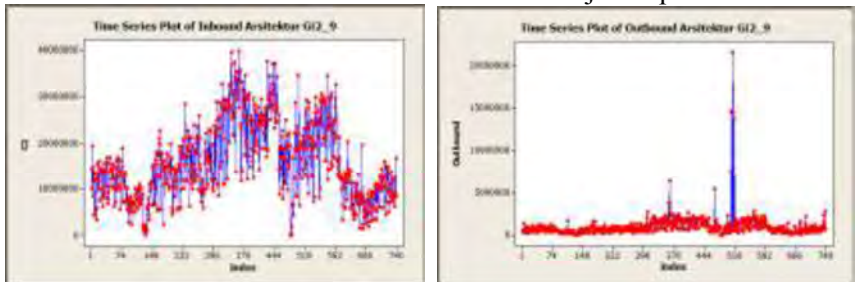 Time Series Plot of Inbound Arsitektur GI2_9
40000000
30000000
20000000
10000000
0
1 74 148 222 296 370 444 518 592 666 740
Index
Time Series Plot of Outbound Arsitektur GI2_9
Outbound
20000000
15000000
10000000
5000000
0
1 74 148 222 296 370 444 518 592 666 740
Index